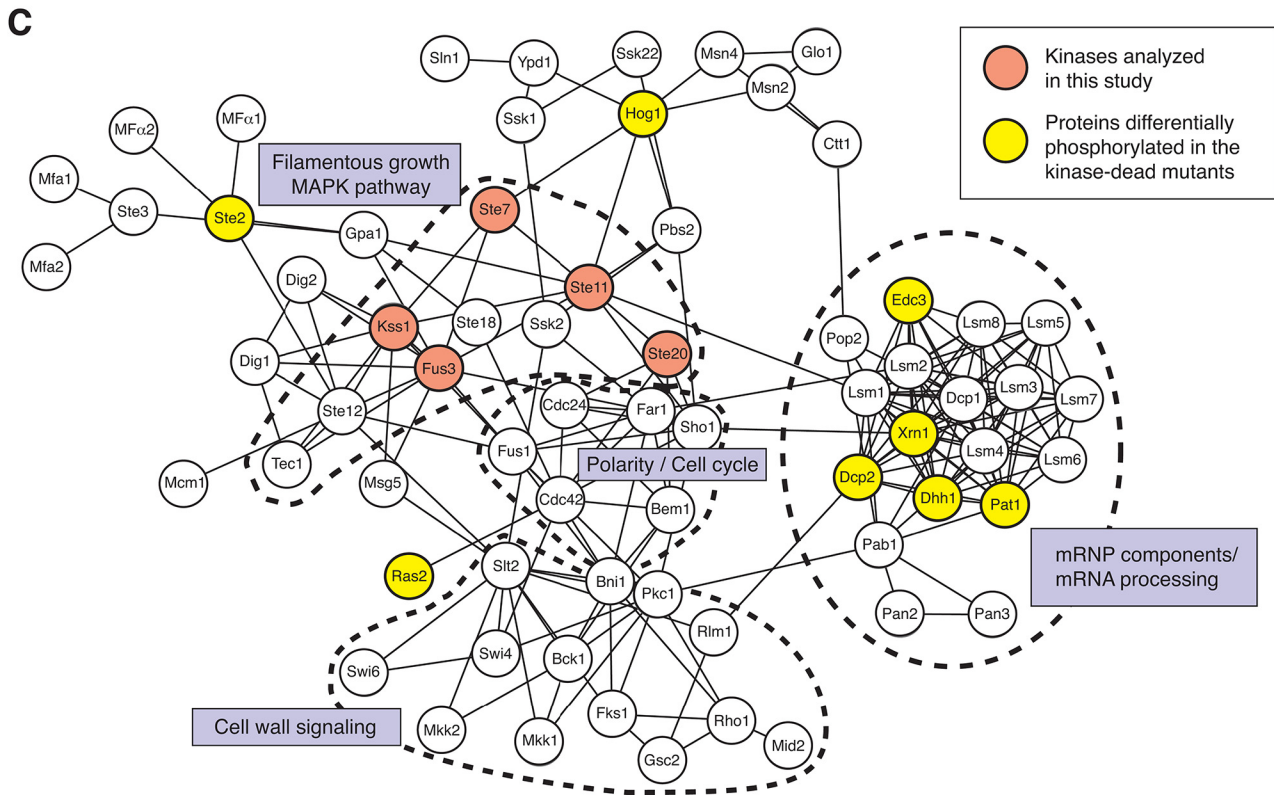 C
Sln1
Ypd1
Ssk22
Msn4
Glo1
Msn2
Ssk1
Hog1
Ctt1
Kinases analyzed
in this study
Proteins differentially
phosphorylated in the
kinase-dead mutants
MFα2
MFα1
Filamentous growth
MAPK pathway
Mfa1
Ste3
Ste2
Mfa2
Gpa1
Ste7
Pbs2
Dig2
Ste11
Kss1
Ste18
Ssk2
Ste20
Dig1
Fus3
Ste12
Cdc24
Far1
Sho1
Tec1
Fus1
Mcm1
Msg5
Polarity / Cell cycle
Cdc42
Bem1
Edc3
Lsm8
Lsm5
Pop2
Lsm2
Lsm1
Dcp1
Lsm3
Lsm7
Xrn1
Lsm4
Lsm6
Dcp2
Dhh1
Pat1
Pab1
mRNP components/
mRNA processing
Pan2
Pan3
Ras2
Slt2
Bni1
Pkc1
Rlm1
Swi6
Swi4
Bck1
Cell wall signaling
Mkk2
Mkk1
Fks1
Rho1
Gsc2
Mid2